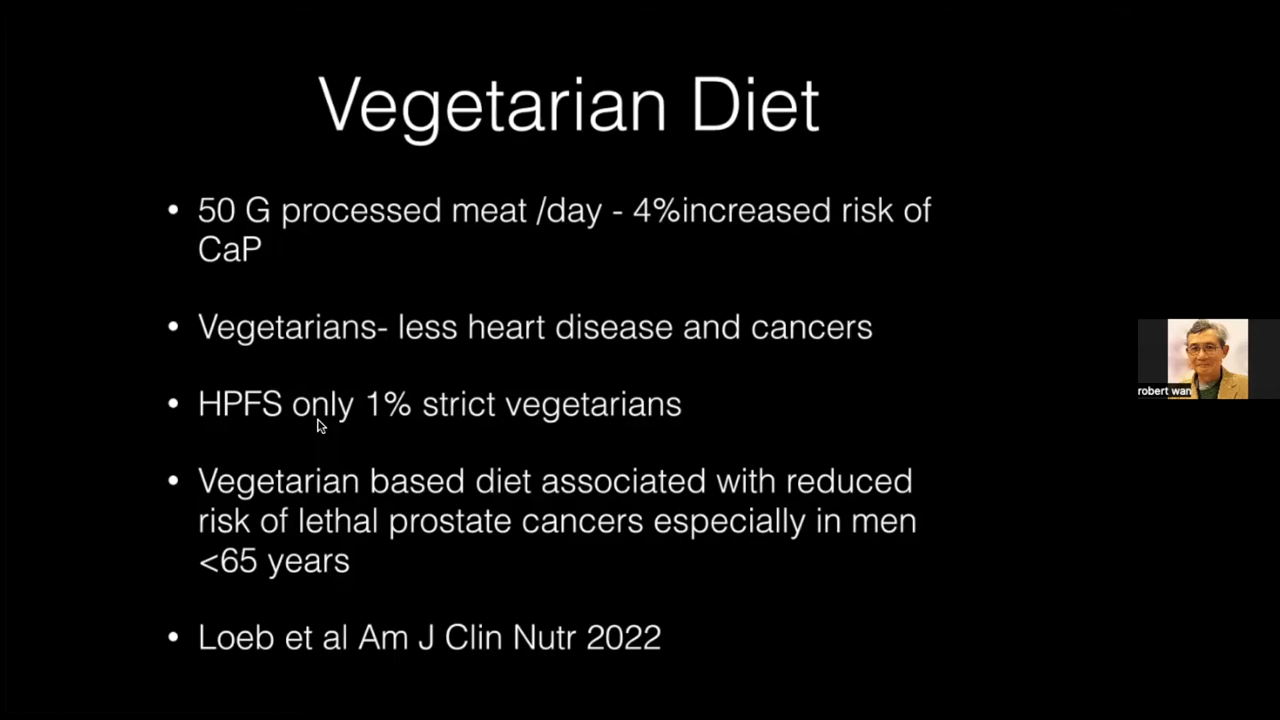 Vegetarian Diet
• 50 G processed meat /day - 4%increased risk of
CaP
• Vegetarians- less heart disease and cancers
• HPFS only 1% strict vegetarians
• Vegetarian based diet associated with reduced
risk of lethal prostate cancers especially in men
<65 years
• Loeb et al Am J Clin Nutr 2022
robert wan